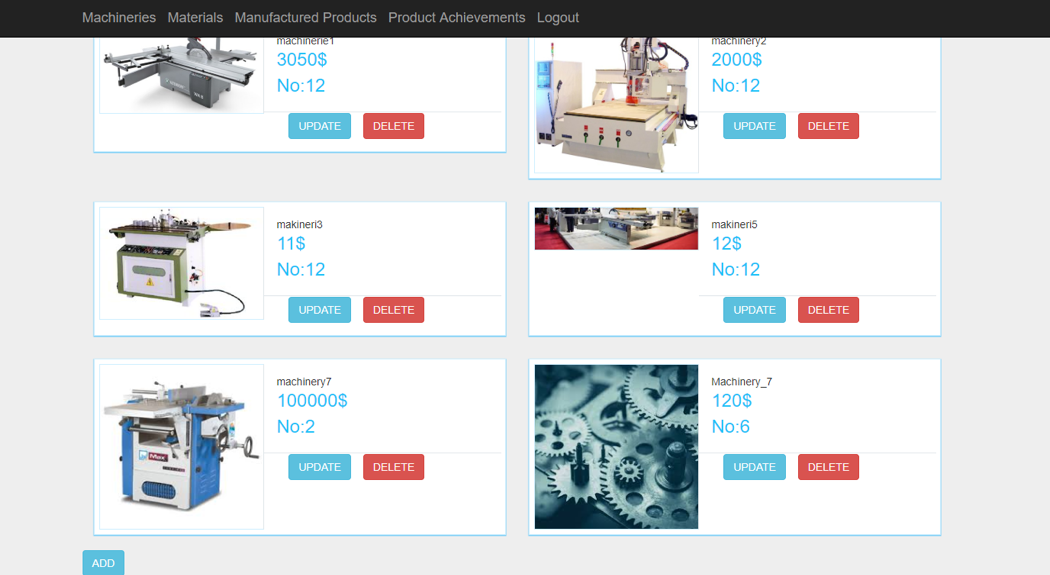 Machineries Materials Manufactured Products Product Achievements Logout
machinerie1
3050$
No:12
UPDATE DELETE
machinery2
2000$
No:12
UPDATE DELETE
makineri3
11$
No:12
UPDATE DELETE
makineri5
12$
No:12
UPDATE DELETE
Max
machinery7
100000$
No:2
UPDATE DELETE
Machinery_7
120$
No:6
UPDATE DELETE
ADD